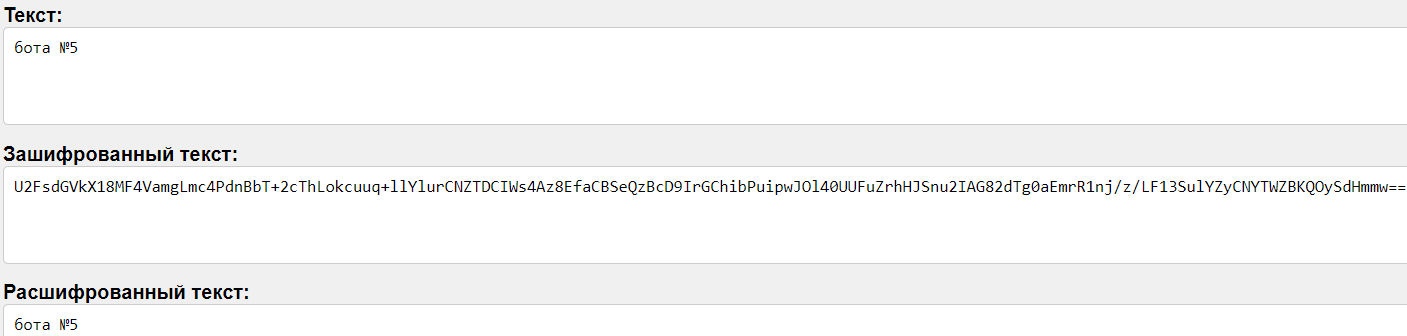 Текст:
бота №5
Зашифрованный текст:
U2FsdGVkX18MF4VamgLmc4PdnBbT+2cThLokcuuq+llYlurCNZTDCIWs4Az8EfaCBSeQzBcD9IrGChibPuipwJOl40UUFuZrhHJSnu2IAG82dTg0aEmrR1nj/z/LF13SulYZyCNYTWZBKQOySdHmmw==
Расшифрованный текст:
бота №5